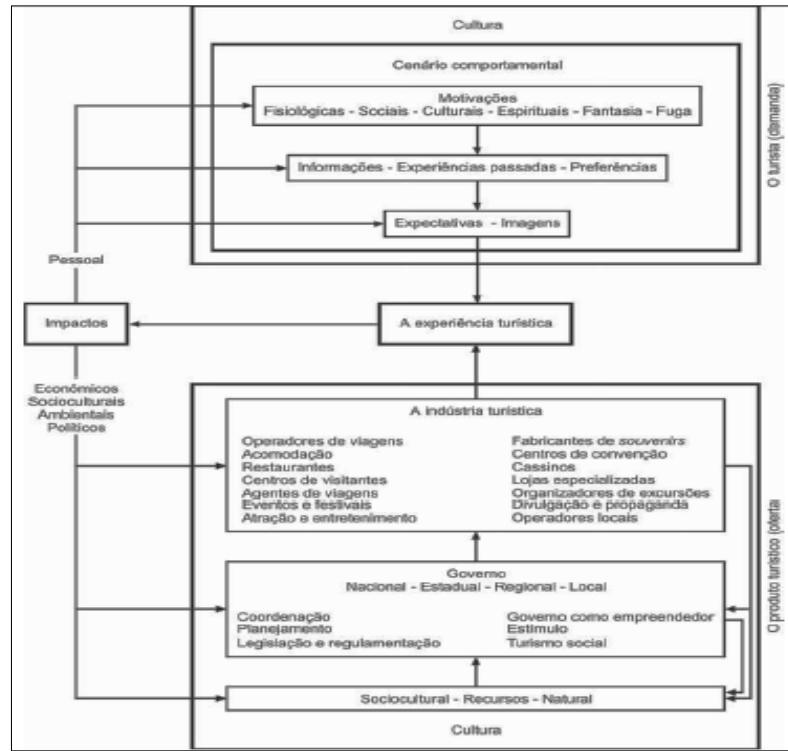 Cultura
Cenário comportamental
Motivações
Fisiológicas - Sociais - Culturais - Espirituais - Fantasia - Fuga
Informações - Experiências passadas - Preferências
Expectativas - Imagens
O turista (demanda)
Pessoal
Impactos
A experiência turística
Econômicos
Socioculturais
Ambientais
Políticos
A indústria turística
Operadores de viagens
Acomodação
Restaurantes
Centros de visitantes
Agentes de viagens
Eventos e festivais
Atração e entretenimento
Fabricantes de souvenirs
Centros de convenção
Cassinos
Lojas especializadas
Organizadores de excursões
Divulgação e propaganda
Operadores locais
Governo
Nacional - Estadual - Regional - Local
Coordenação
Planejamento
Legislação e regulamentação
Governo como empreendedor
Estímulo
Turismo social
Sociocultural - Recursos - Natural
Cultura
O produto turístico (oferta